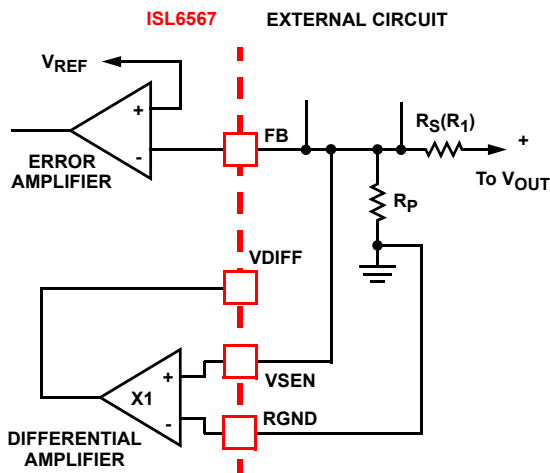 ISL6567
EXTERNAL CIRCUIT
VREF
+
-
ERROR
AMPLIFIER
FB
RS(R1)
+
To VOUT
RP
VDIFF
+
X1
-
VSEN
RGND
DIFFERENTIAL
AMPLIFIER